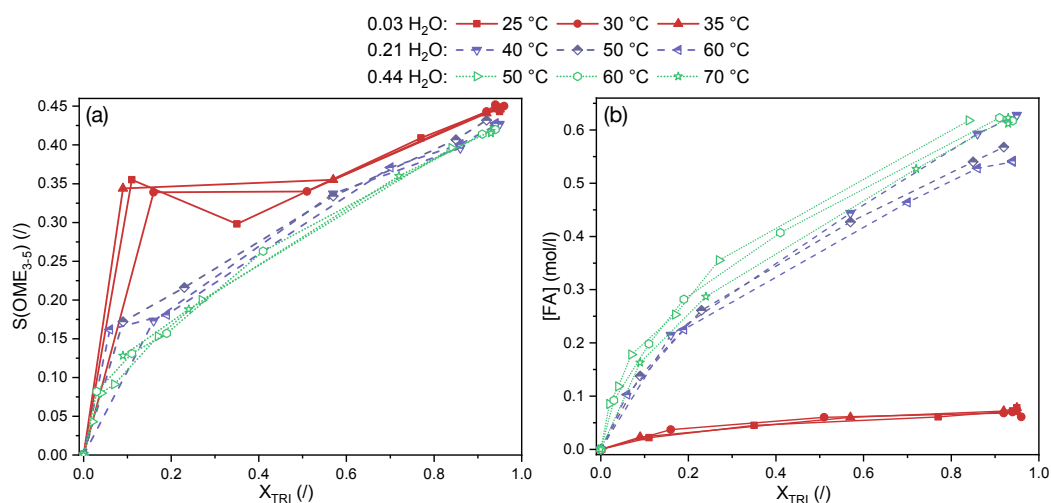 0.03 H₂O: 25 °C 30 °C 35 °C
0.21 H₂O: 40 °C 50 °C 60 °C
0.44 H₂O: 50 °C 60 °C 70 °C
(a)
0.45
0.40
0.35
0.30
0.25
0.20
0.15
0.10
0.05
0.00
S(OME₃₋₅) (/)
0.0 0.2 0.4 0.6 0.8 1.0
X_TRI (/)
(b)
0.6
0.5
0.4
0.3
0.2
0.1
0.0
[FA] (mol/l)
0.0 0.2 0.4 0.6 0.8 1.0
X_TRI (/)